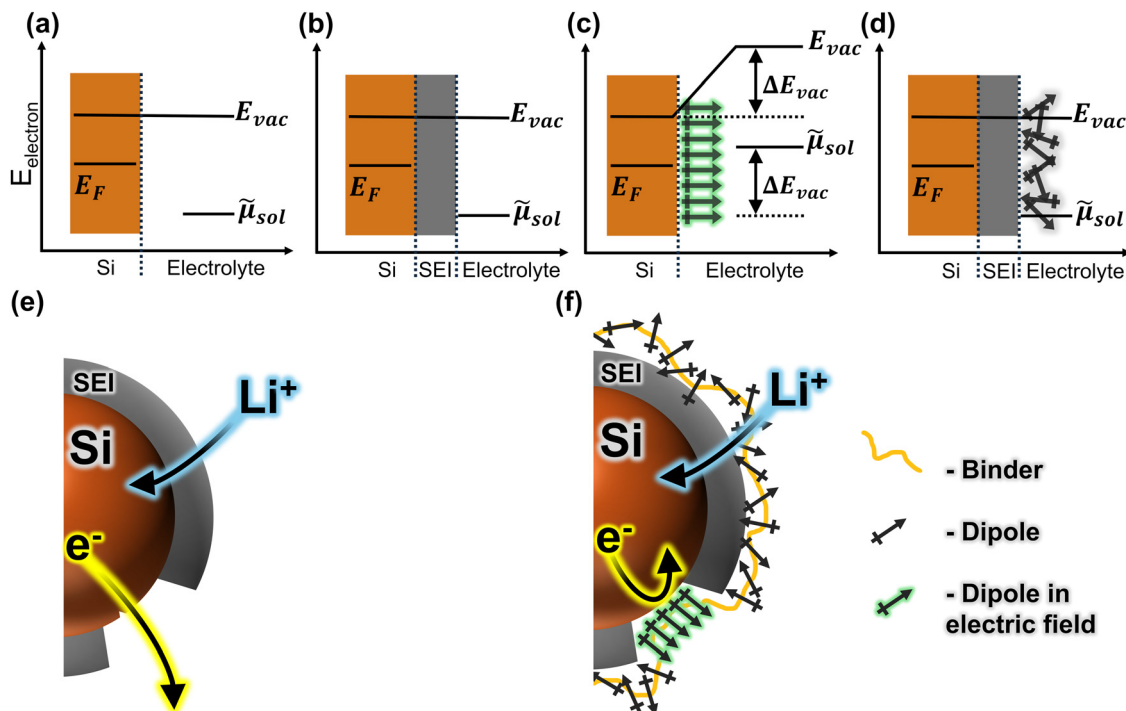 (a)
E_electron
E_vac
E_F
μ̃_sol
Si
Electrolyte
(b)
E_vac
E_F
μ̃_sol
Si
SEI
Electrolyte
(c)
E_vac
ΔE_vac
μ̃_sol
E_F
ΔE_vac
Si
Electrolyte
(d)
E_vac
E_F
μ̃_sol
Si
SEI
Electrolyte
(e)
SEI
Li⁺
Si
e⁻
(f)
SEI
Li⁺
Si
e⁻
- Binder
- Dipole
- Dipole in
electric field